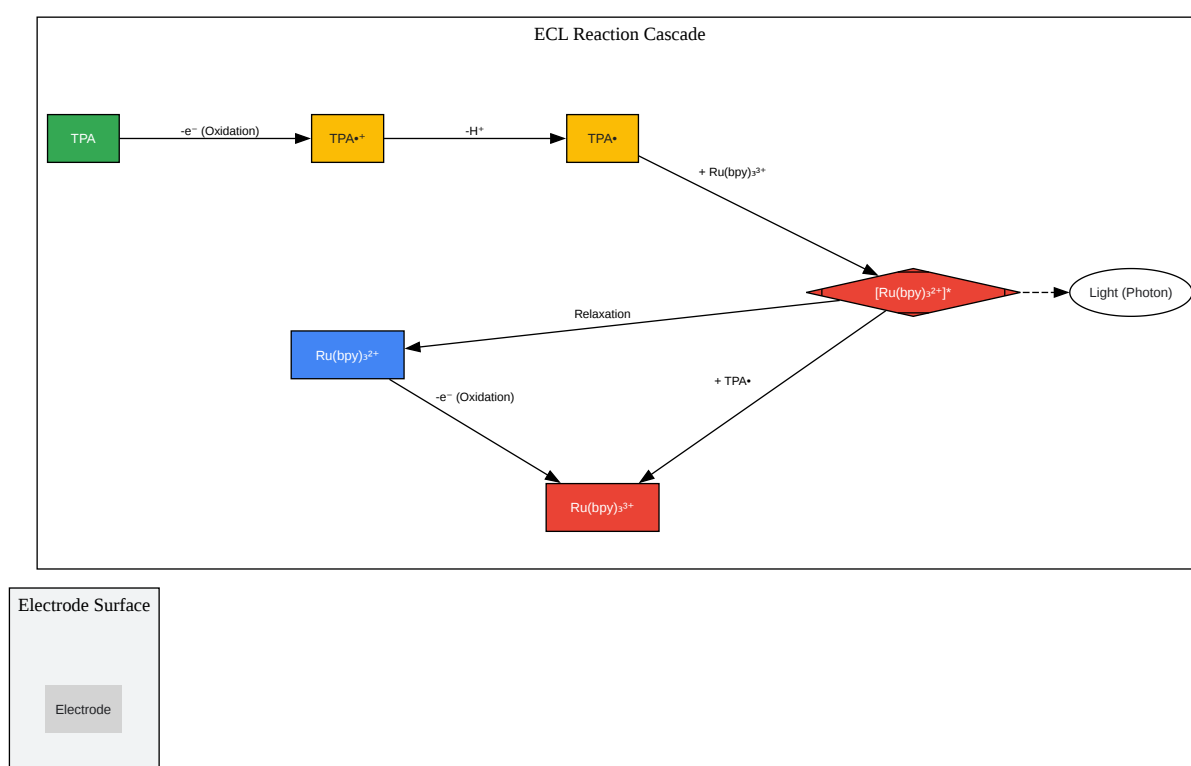 ECL Reaction Cascade
TPA
-e⁻ (Oxidation)
TPA•⁺
-H⁺
TPA•
+ Ru(bpy)₃³⁺
[Ru(bpy)₃²⁺]*
Light (Photon)
Relaxation
Ru(bpy)₃²⁺
+ TPA•
-e⁻ (Oxidation)
Ru(bpy)₃³⁺
Electrode Surface
Electrode